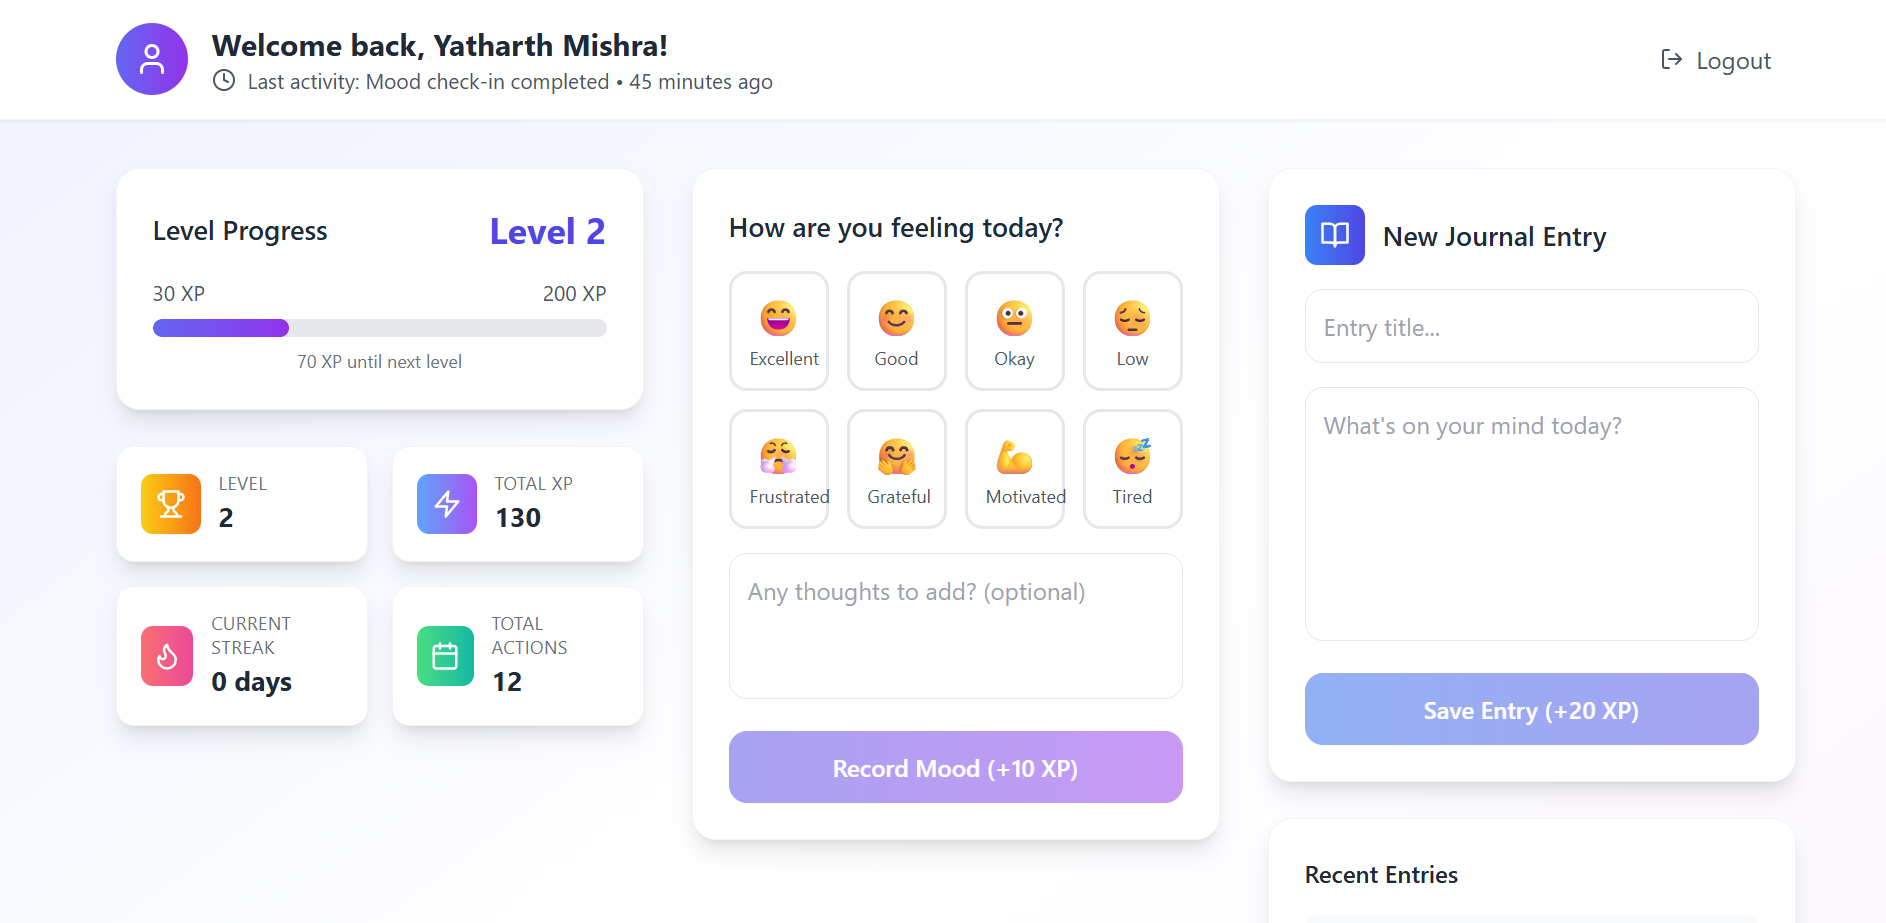 Welcome back, Yatharth Mishra!
Last activity: Mood check-in completed • 45 minutes ago
Logout
Level Progress
Level 2
30 XP
200 XP
70 XP until next level
LEVEL
2
TOTAL XP
130
CURRENT
STREAK
0 days
TOTAL
ACTIONS
12
How are you feeling today?
Excellent
Good
Okay
Low
Frustrated
Grateful
Motivated
Tired
Any thoughts to add? (optional)
Record Mood (+10 XP)
New Journal Entry
Entry title...
What's on your mind today?
Save Entry (+20 XP)
Recent Entries